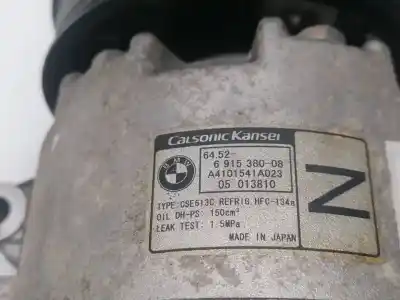 Calsonic Kansei
64.52-
6 915 380-08
A4101541A023
05 013810
N
TYPE:CSE613C REFRIG.HFC-134a
OIL DH-PS 150cm³
LEAK TEST: 1.5MPa
MADE IN JAPAN